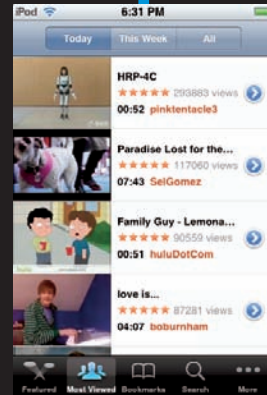 iPod 6:31 PM
Today This Week All
HRP-4C
293883 views
00:52 pinktentacle3
Paradise Lost for the...
117060 views
07:43 SelGomez
Family Guy - Lemona...
90559 views
00:51 huluDotCom
hulu
love is...
87281 views
04:07 boburnham
Featured Most Viewed Bookmarks Search More